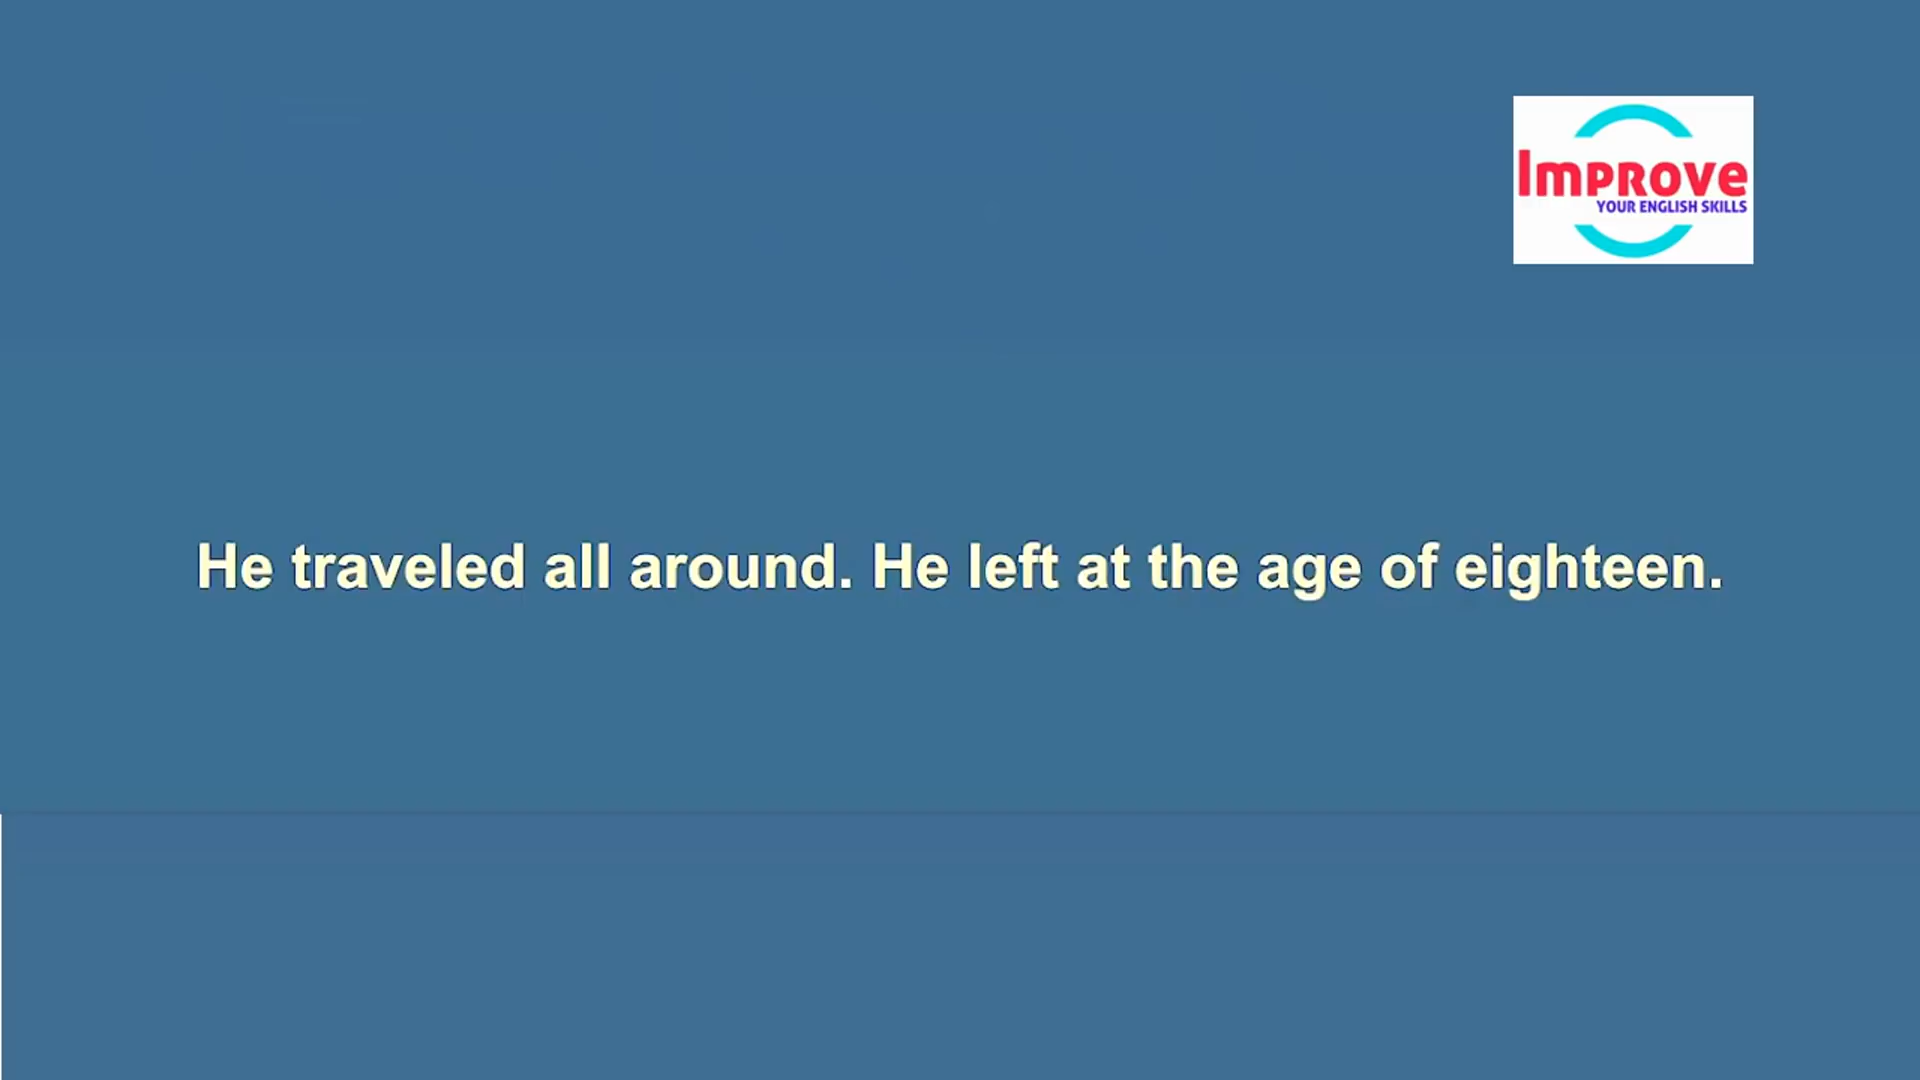 Improve
YOUR ENGLISH SKILLS
He traveled all around. He left at the age of eighteen.